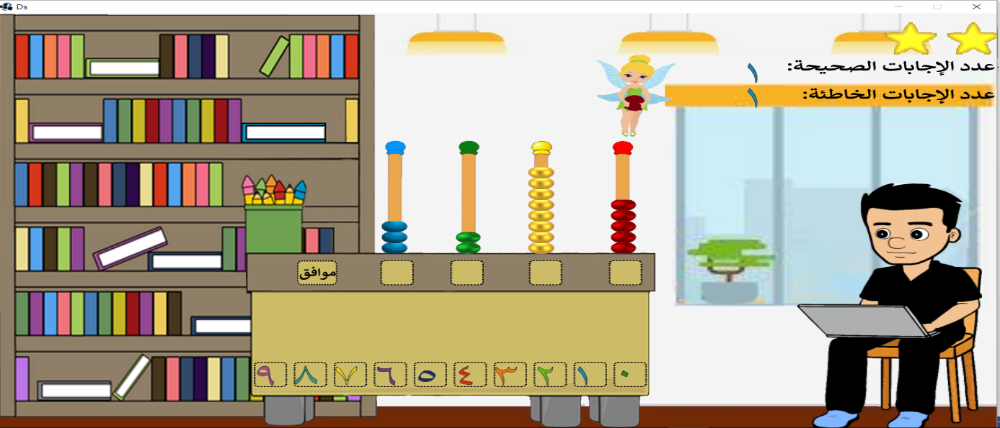 Ds
عدد الإجابات الصحيحة: ١
عدد الإجابات الخاطئة: ١
موافق
٩ ٨ ٧ ٦ ٥ ٤ ٣ ٢ ١ ٠